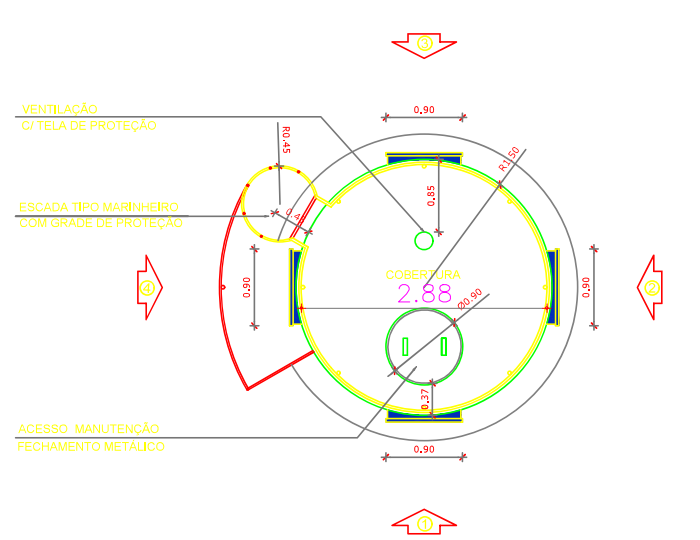 3
0.90
VENTILAÇÃO
C/ TELA DE PROTEÇÃO
R0.45
R1.50
0.85
ESCADA TIPO MARINHEIRO
COM GRADE DE PROTEÇÃO
COBERTURA
2.88
0.90
4
0.90
2
Ø0.90
0.37
ACESSO MANUTENÇÃO
FECHAMENTO METÁLICO
0.90
1